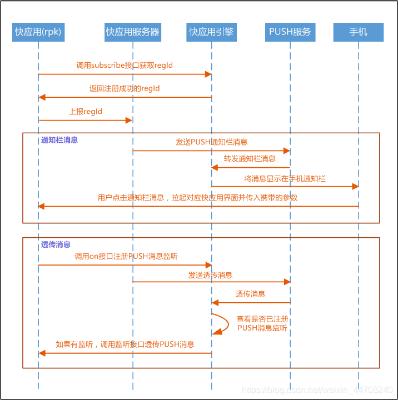 快应用(rpk) 快应用服务器 快应用引擎 PUSH服务 手机
调用subscribe接口获取regId
返回注册成功的regId
上报regId
通知栏消息
发送PUSH通知栏消息
转发通知栏消息
将消息显示在手机通知栏
用户点击通知栏消息，拉起对应快应用界面并传入携带的参数
透传消息
调用on接口注册PUSH消息监听
发送透传消息
透传消息
查看是否已注册
PUSH消息监听
如果有监听，调用监听接口透传PUSH消息